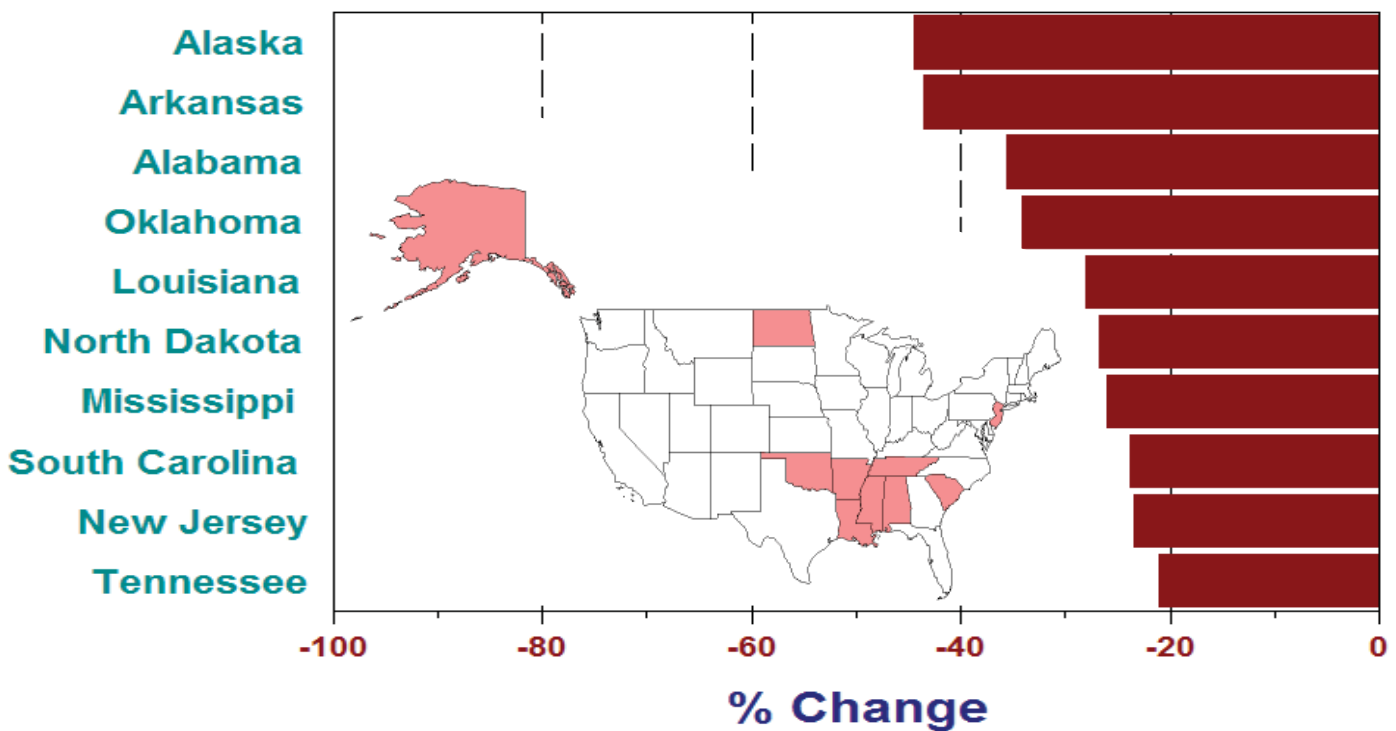 Alaska
Arkansas
Alabama
Oklahoma
Louisiana
North Dakota
Mississippi
South Carolina
New Jersey
Tennessee
-100 -80 -60 -40 -20 0
% Change